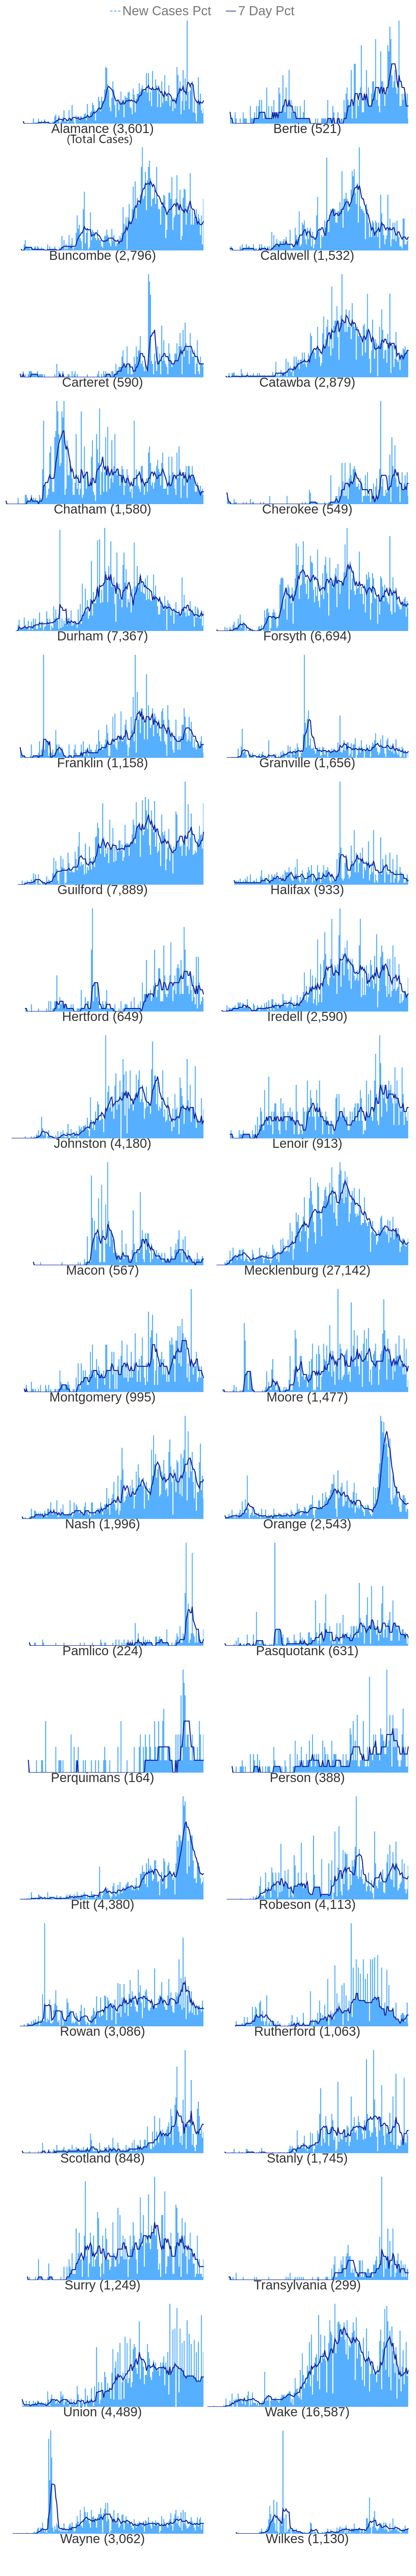 New Cases Pct 7 Day Pct
Alamance (3,601) Bertie (521)
(Total Cases)
Buncombe (2,796) Caldwell (1,532)
Carteret (590) Catawba (2,879)
Chatham (1,580) Cherokee (549)
Durham (7,367) Forsyth (6,694)
Franklin (1,158) Granville (1,656)
Guilford (7,889) Halifax (933)
Hertford (649) Iredell (2,590)
Johnston (4,180) Lenoir (913)
Macon (567) Mecklenburg (27,142)
Montgomery (995) Moore (1,477)
Nash (1,996) Orange (2,543)
Pamlico (224) Pasquotank (631)
Perquimans (164) Person (388)
Pitt (4,380) Robeson (4,113)
Rowan (3,086) Rutherford (1,063)
Scotland (848) Stanly (1,745)
Surry (1,249) Transylvania (299)
Union (4,489) Wake (16,587)
Wayne (3,062) Wilkes (1,130)